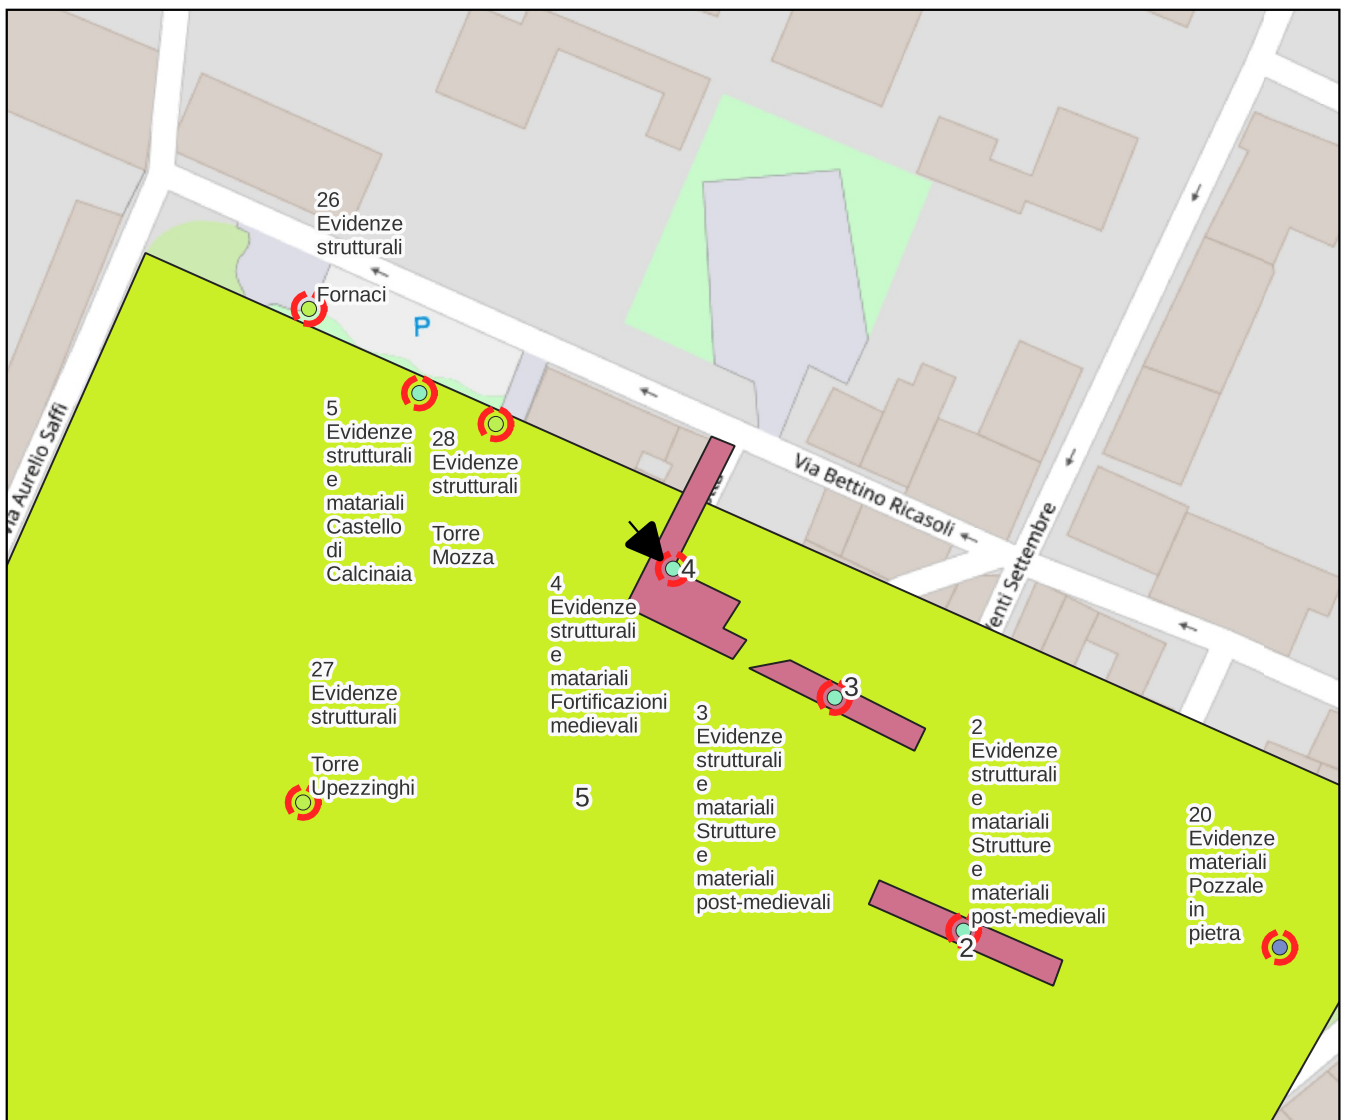 26
Evidenze
strutturali
Fornaci
P
5
Evidenze
strutturali
e
matariali
Castello
di
Calcinaia
28
Evidenze
strutturali
Torre
Mozza
Via Aurelio Saffi
Via Bettino Ricasoli
Venti Settembre
4
4
Evidenze
strutturali
e
matariali
Fortificazioni
medievali
27
Evidenze
strutturali
Torre
Upezzinghi
5
3
3
Evidenze
strutturali
e
matariali
Strutture
e
materiali
post-medievali
2
Evidenze
strutturali
e
matariali
Strutture
e
materiali
post-medievali
2
20
Evidenze
materiali
Pozzale
in
pietra